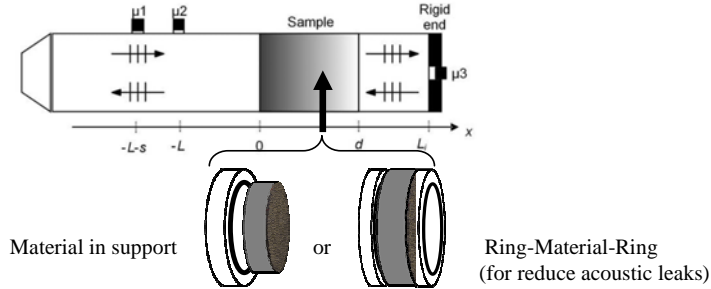 μ1 μ2 Sample Rigid
end
μ3
-L-s -L 0 d Li x
Material in support or Ring-Material-Ring
(for reduce acoustic leaks)